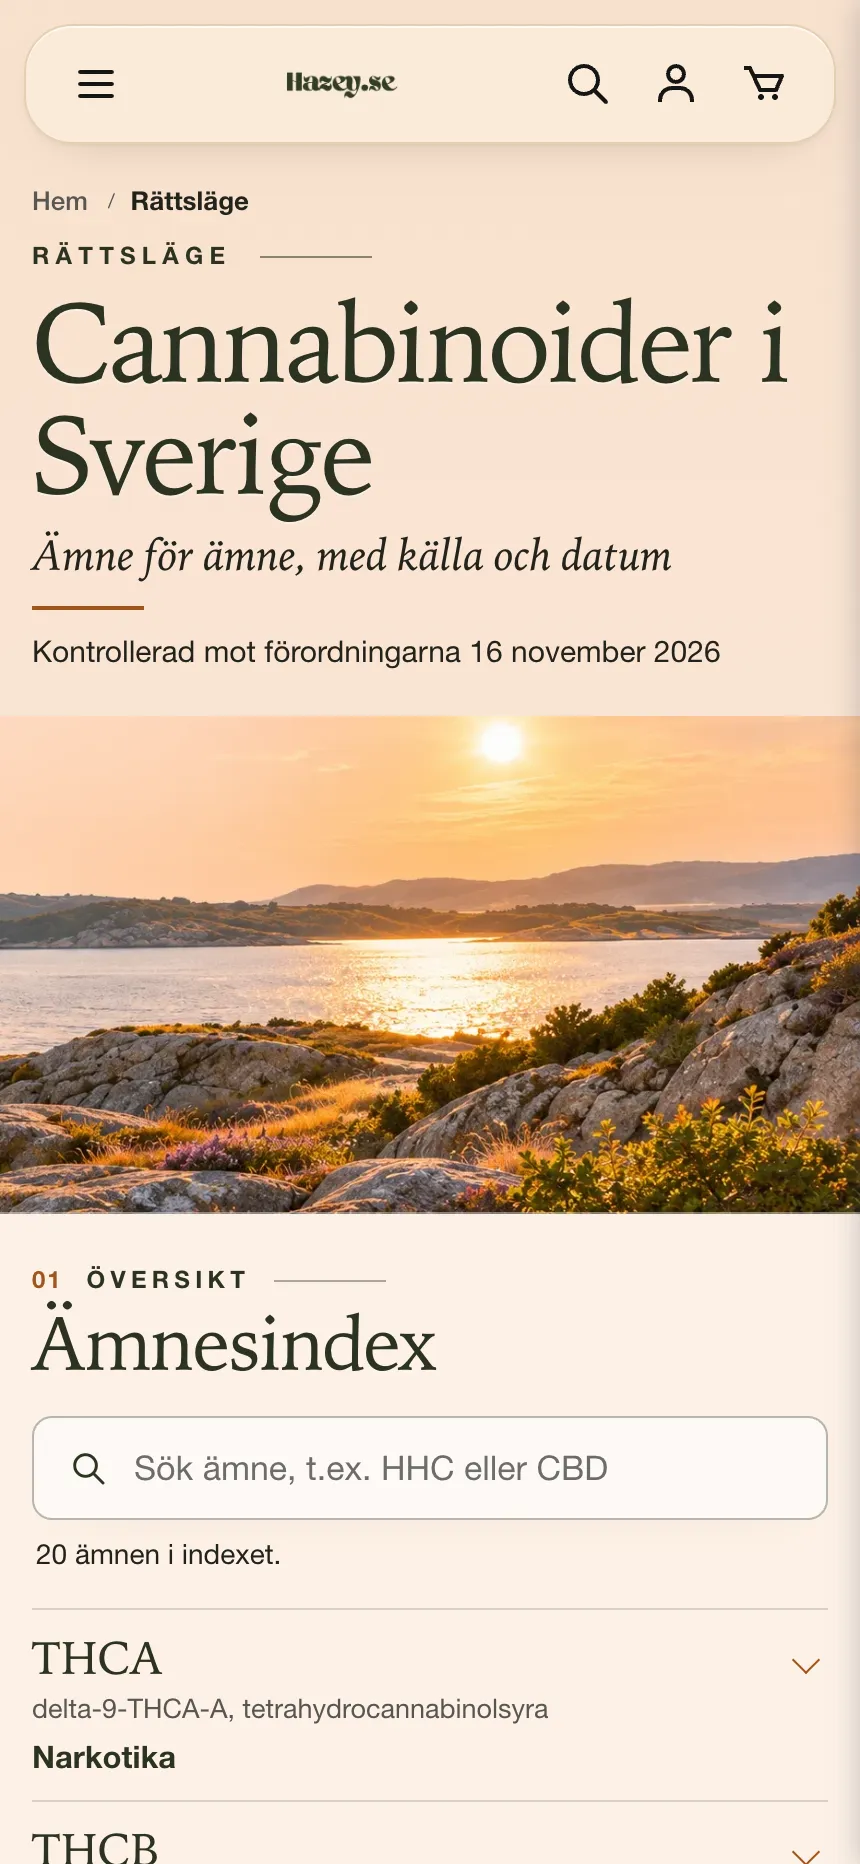 Hazey.se
Hem / Rättsläge
RÄTTSLÄGE
Cannabinoider i
Sverige
Ämne för ämne, med källa och datum
Kontrollerad mot förordningarna 16 november 2026
01 ÖVERSIKT
Ämnesindex
Sök ämne, t.ex. HHC eller CBD
20 ämnen i indexet.
THCA
delta-9-THCA-A, tetrahydrocannabinolsyra
Narkotika
THCB